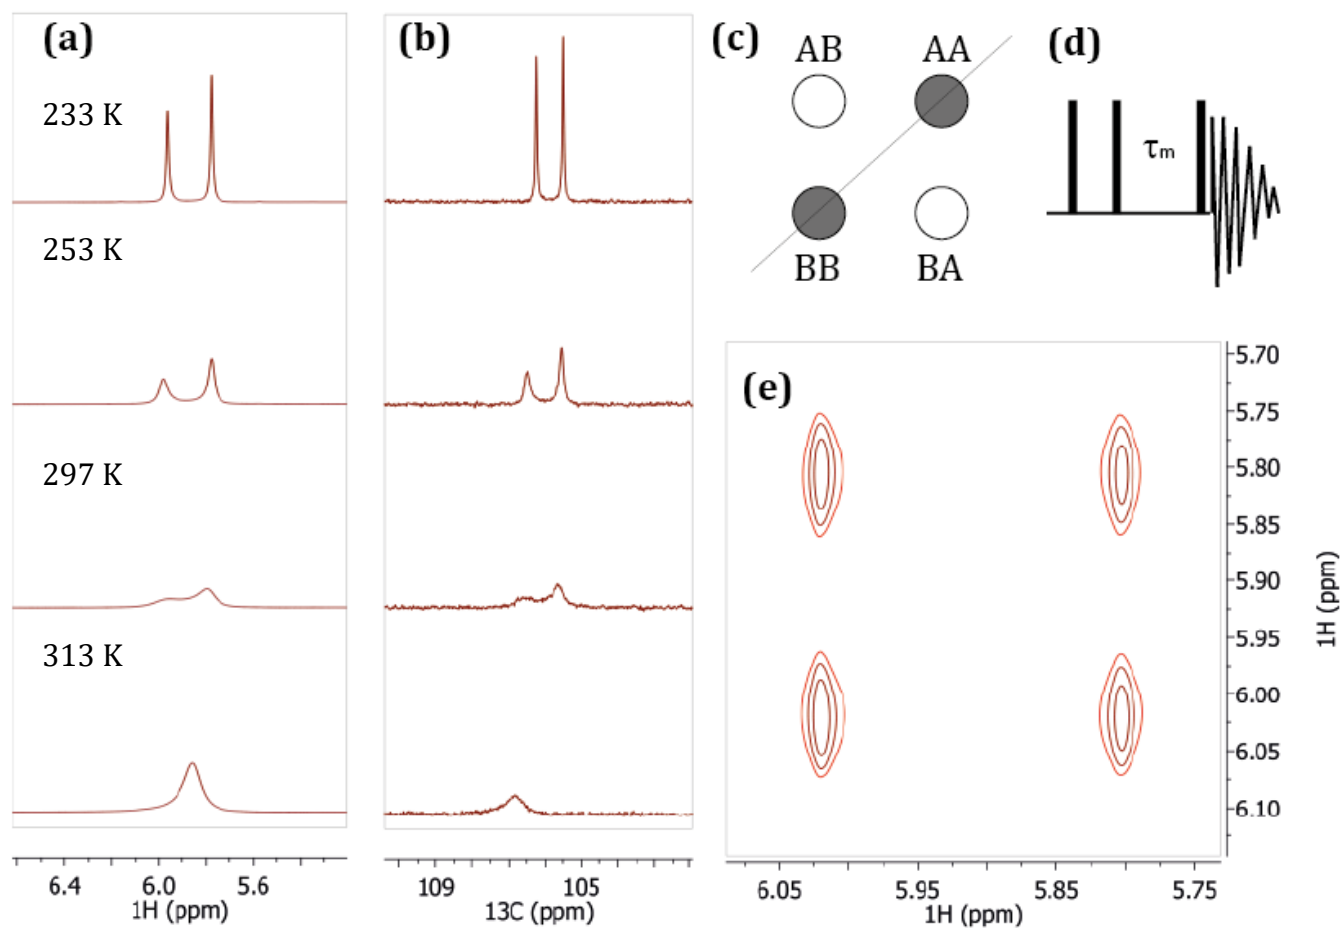 (a)
233 K
253 K
297 K
313 K
6.4 6.0 5.6
1H (ppm)
(b)
109 105
13C (ppm)
(c)
AB AA
BB BA
(d)
τm
(e)
5.70
5.75
5.80
5.85
5.90
5.95
6.00
6.05
6.10
1H (ppm)
6.05 5.95 5.85 5.75
1H (ppm)